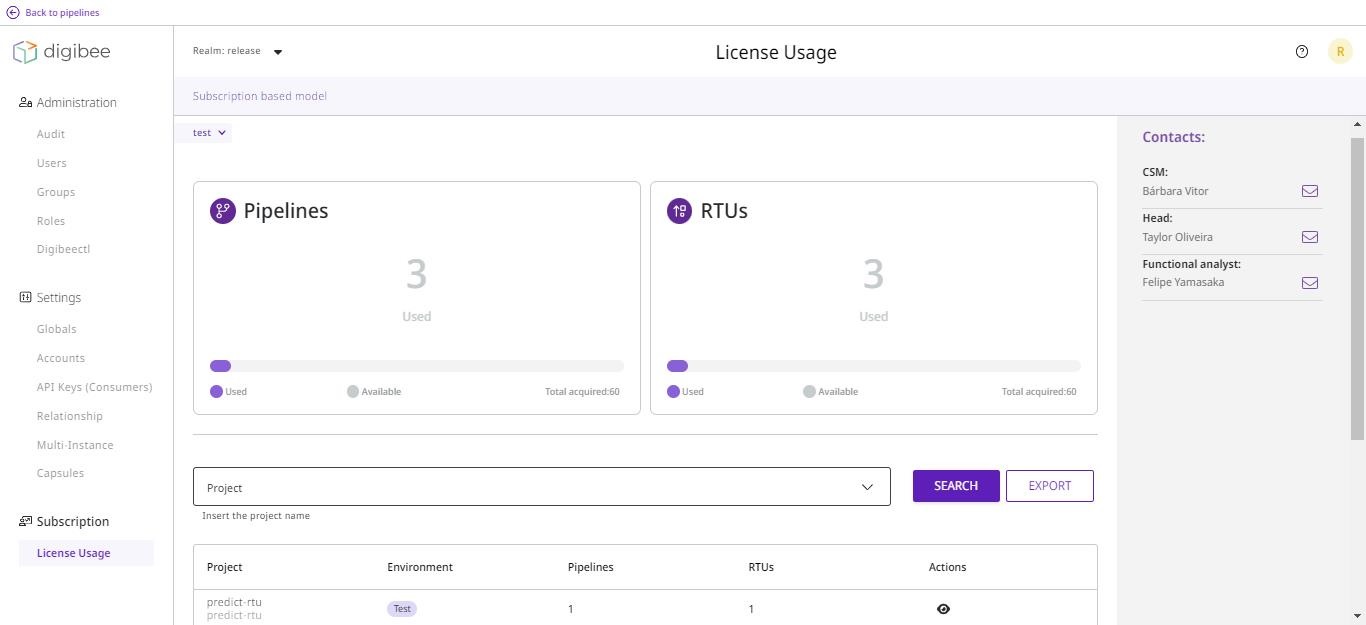 Back to pipelines
digibee
Realm: release
License Usage
R
Subscription based model
Administration
Audit
Users
Groups
Roles
Digibeectl
Settings
Globals
Accounts
API Keys (Consumers)
Relationship
Multi-Instance
Capsules
Subscription
License Usage
test
Pipelines
3
Used
Used
Available
Total acquired:60
RTUs
3
Used
Used
Available
Total acquired:60
Project
Insert the project name
SEARCH
EXPORT
Project Environment Pipelines RTUs Actions
predict-rtu
predict-rtu
Test
1
1
Contacts:
CSM:
Bárbara Vitor
Head:
Taylor Oliveira
Functional analyst:
Felipe Yamasaka